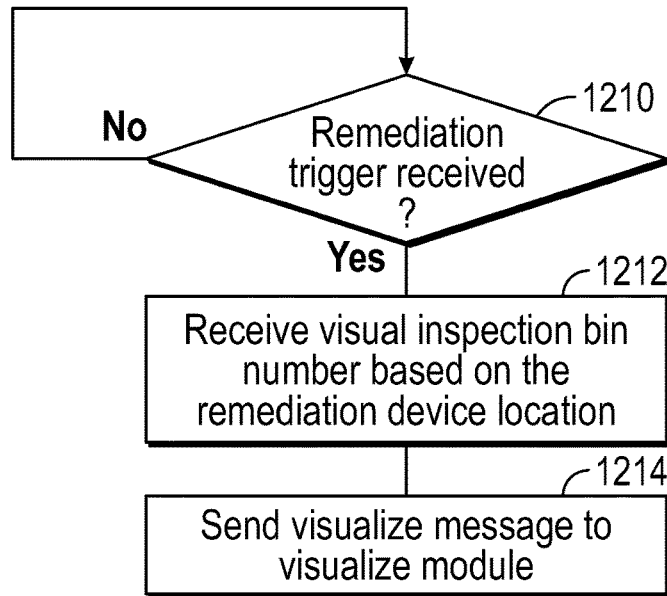 1210
No
Remediation
trigger received
?
Yes
1212
Receive visual inspection bin
number based on the
remediation device location
1214
Send visualize message to
visualize module